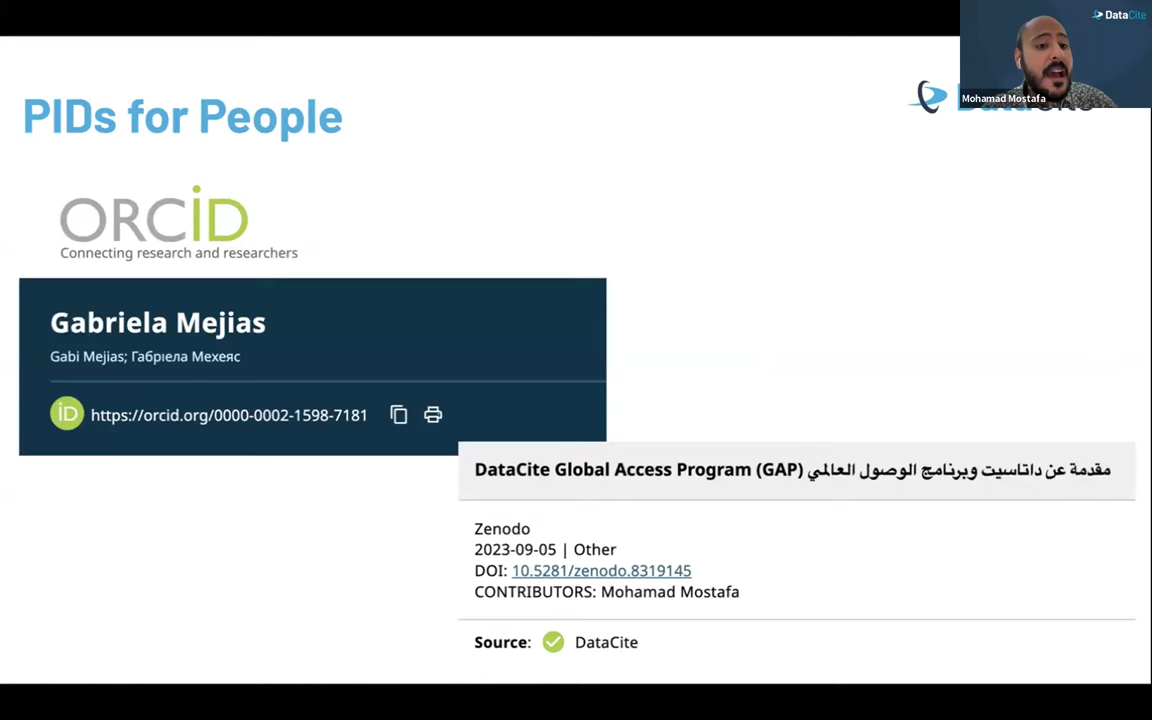 DataCite
Mohamad Mostafa
PIDs for People
ORCID
Connecting research and researchers
Gabriela Mejias
Gabi Mejias; Габріела Мехеяс
iD https://orcid.org/0000-0002-1598-7181
DataCite Global Access Program (GAP) مقدمة عن داتاسيت وبرنامج الوصول العالمي
Zenodo
2023-09-05 | Other
DOI: 10.5281/zenodo.8319145
CONTRIBUTORS: Mohamad Mostafa
Source: DataCite